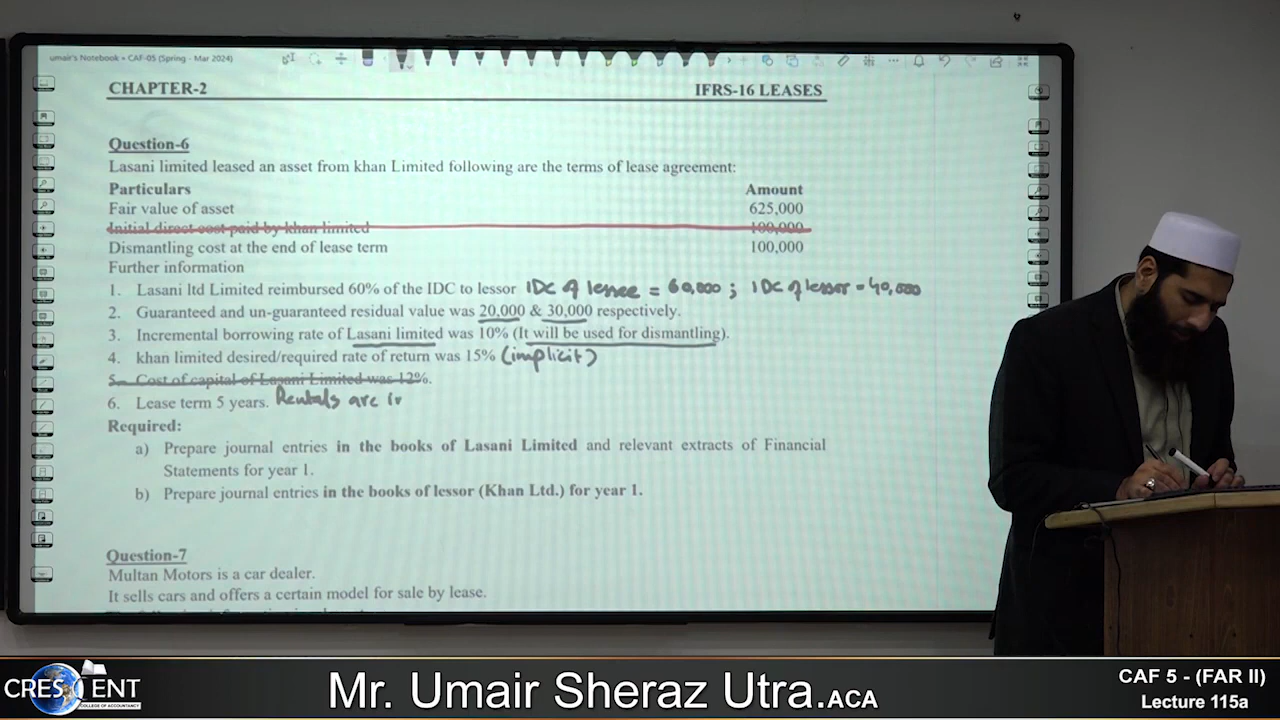 umair's Notebook • CAF-05 (Spring - Mar 2024)
CHAPTER-2 IFRS-16 LEASES
Question-6
Lasani limited leased an asset from khan Limited following are the terms of lease agreement:
Particulars Amount
Fair value of asset 625,000
Initial direct cost paid by khan limited 100,000
Dismantling cost at the end of lease term 100,000
Further information
1. Lasani ltd Limited reimbursed 60% of the IDC to lessor IDC of lessee = 60,000 ; IDC of lessor = 40,000
2. Guaranteed and un-guaranteed residual value was 20,000 & 30,000 respectively.
3. Incremental borrowing rate of Lasani limited was 10% (It will be used for dismantling).
4. khan limited desired/required rate of return was 15% (implicit)
5. Cost of capital of Lasani Limited was 12%.
6. Lease term 5 years. Rentals are
Required:
a) Prepare journal entries in the books of Lasani Limited and relevant extracts of Financial
Statements for year 1.
b) Prepare journal entries in the books of lessor (Khan Ltd.) for year 1.
Question-7
Multan Motors is a car dealer.
It sells cars and offers a certain model for sale by lease.
CRESCENT
COLLEGE OF ACCOUNTANCY
Mr. Umair Sheraz Utra.ACA
CAF 5 - (FAR II)
Lecture 115a